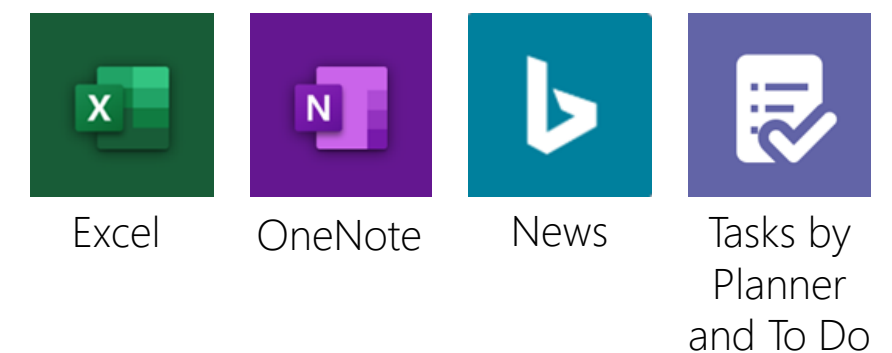 X
N
Excel
OneNote
News
Tasks by
Planner
and To Do